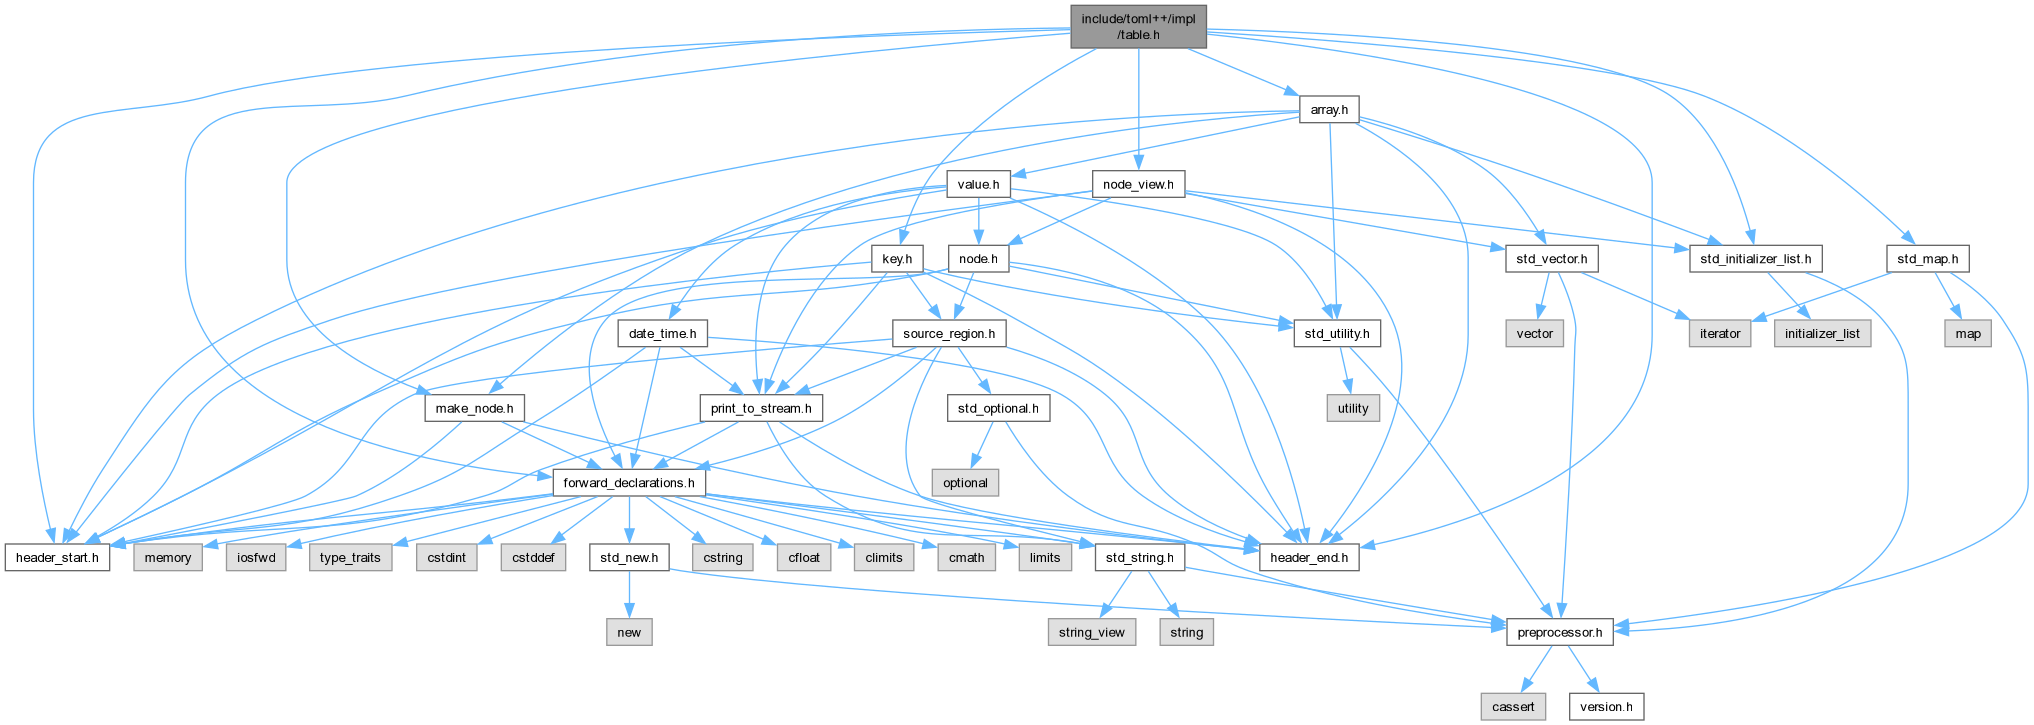 include/toml++/impl
/table.h
array.h
value.h
node_view.h
key.h
node.h
std_vector.h
std_initializer_list.h
std_map.h
date_time.h
source_region.h
std_utility.h
vector
iterator
initializer_list
map
make_node.h
print_to_stream.h
std_optional.h
utility
forward_declarations.h
optional
header_start.h
memory
iosfwd
type_traits
cstdint
cstddef
std_new.h
cstring
cfloat
climits
cmath
limits
std_string.h
header_end.h
new
string_view
string
preprocessor.h
cassert
version.h